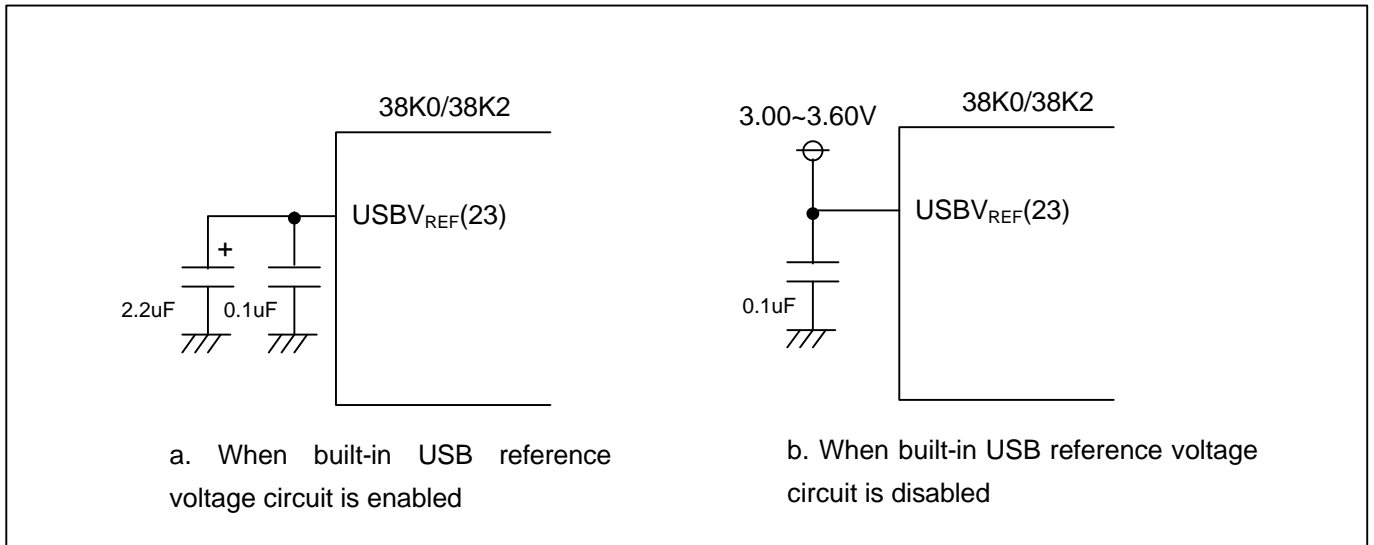 38K0/38K2
USBVREF(23)
+
2.2uF
0.1uF
a. When built-in USB reference
voltage circuit is enabled
38K0/38K2
3.00~3.60V
USBVREF(23)
0.1uF
b. When built-in USB reference voltage
circuit is disabled